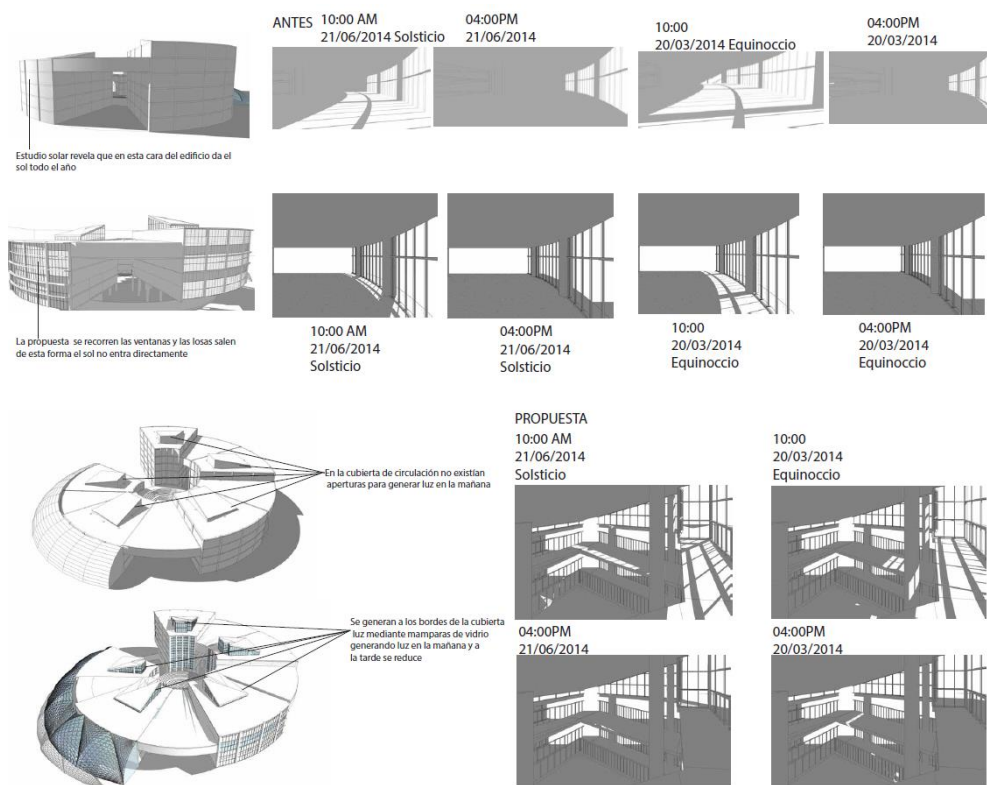 ANTES
10:00 AM
21/06/2014 Solsticio
04:00PM
21/06/2014
10:00
20/03/2014 Equinoccio
04:00PM
20/03/2014
Estudio solar revela que en esta cara del edificio da el
sol todo el año
La propuesta se recorren las ventanas y las losas salen
de esta forma el sol no entra directamente
10:00 AM
21/06/2014
Solsticio
04:00PM
21/06/2014
Solsticio
10:00
20/03/2014
Equinoccio
04:00PM
20/03/2014
Equinoccio
En la cubierta de circulación no existían
aperturas para generar luz en la mañana
Se generan a los bordes de la cubierta
luz mediante mamparas de vidrio
generando luz en la mañana y a
la tarde se reduce
PROPUESTA
10:00 AM
21/06/2014
Solsticio
10:00
20/03/2014
Equinoccio
04:00PM
21/06/2014
04:00PM
20/03/2014